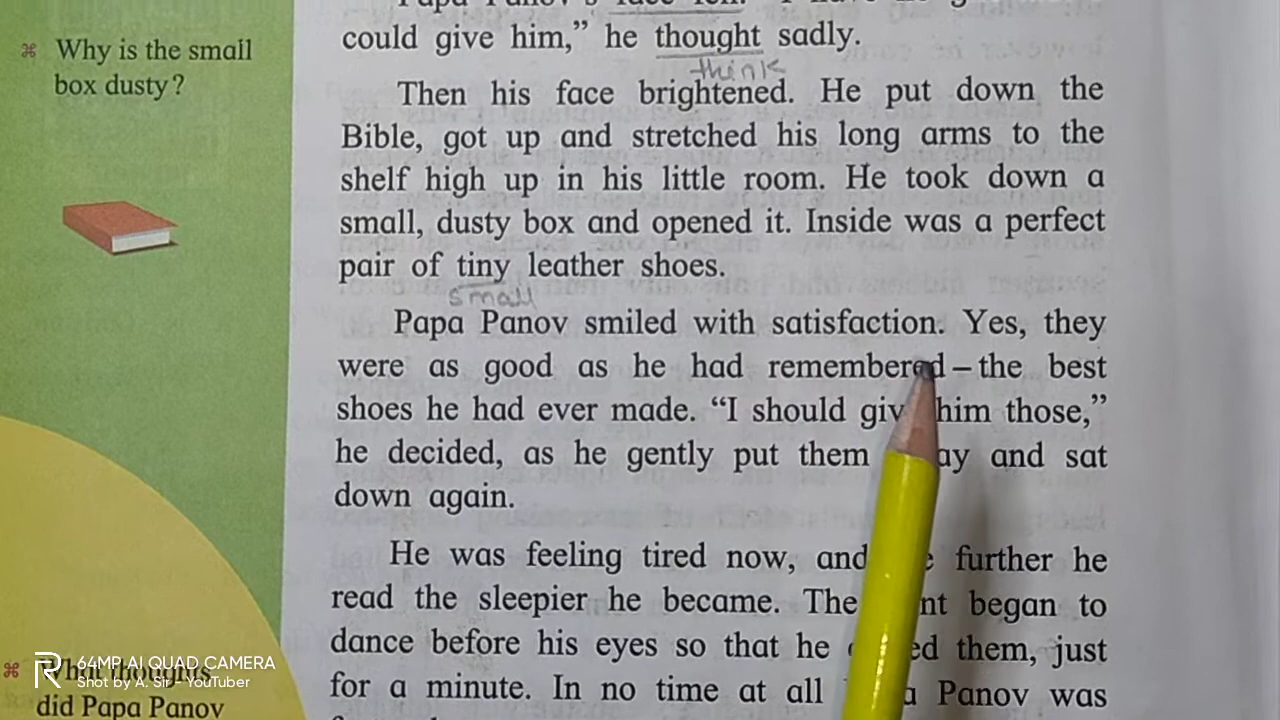 Why is the small
box dusty?
could give him,” he thought sadly.
think
Then his face brightened. He put down the
Bible, got up and stretched his long arms to the
shelf high up in his little room. He took down a
small, dusty box and opened it. Inside was a perfect
pair of tiny leather shoes.
small
Papa Panov smiled with satisfaction. Yes, they
were as good as he had remembered – the best
shoes he had ever made. “I should giv him those,”
he decided, as he gently put them ay and sat
down again.
He was feeling tired now, and further he
read the sleepier he became. The nt began to
dance before his eyes so that he ed them, just
for a minute. In no time at all Panov was
What thoughts
did Papa Panov
64MP AI QUAD CAMERA
Shot by A. Sir - YouTuber